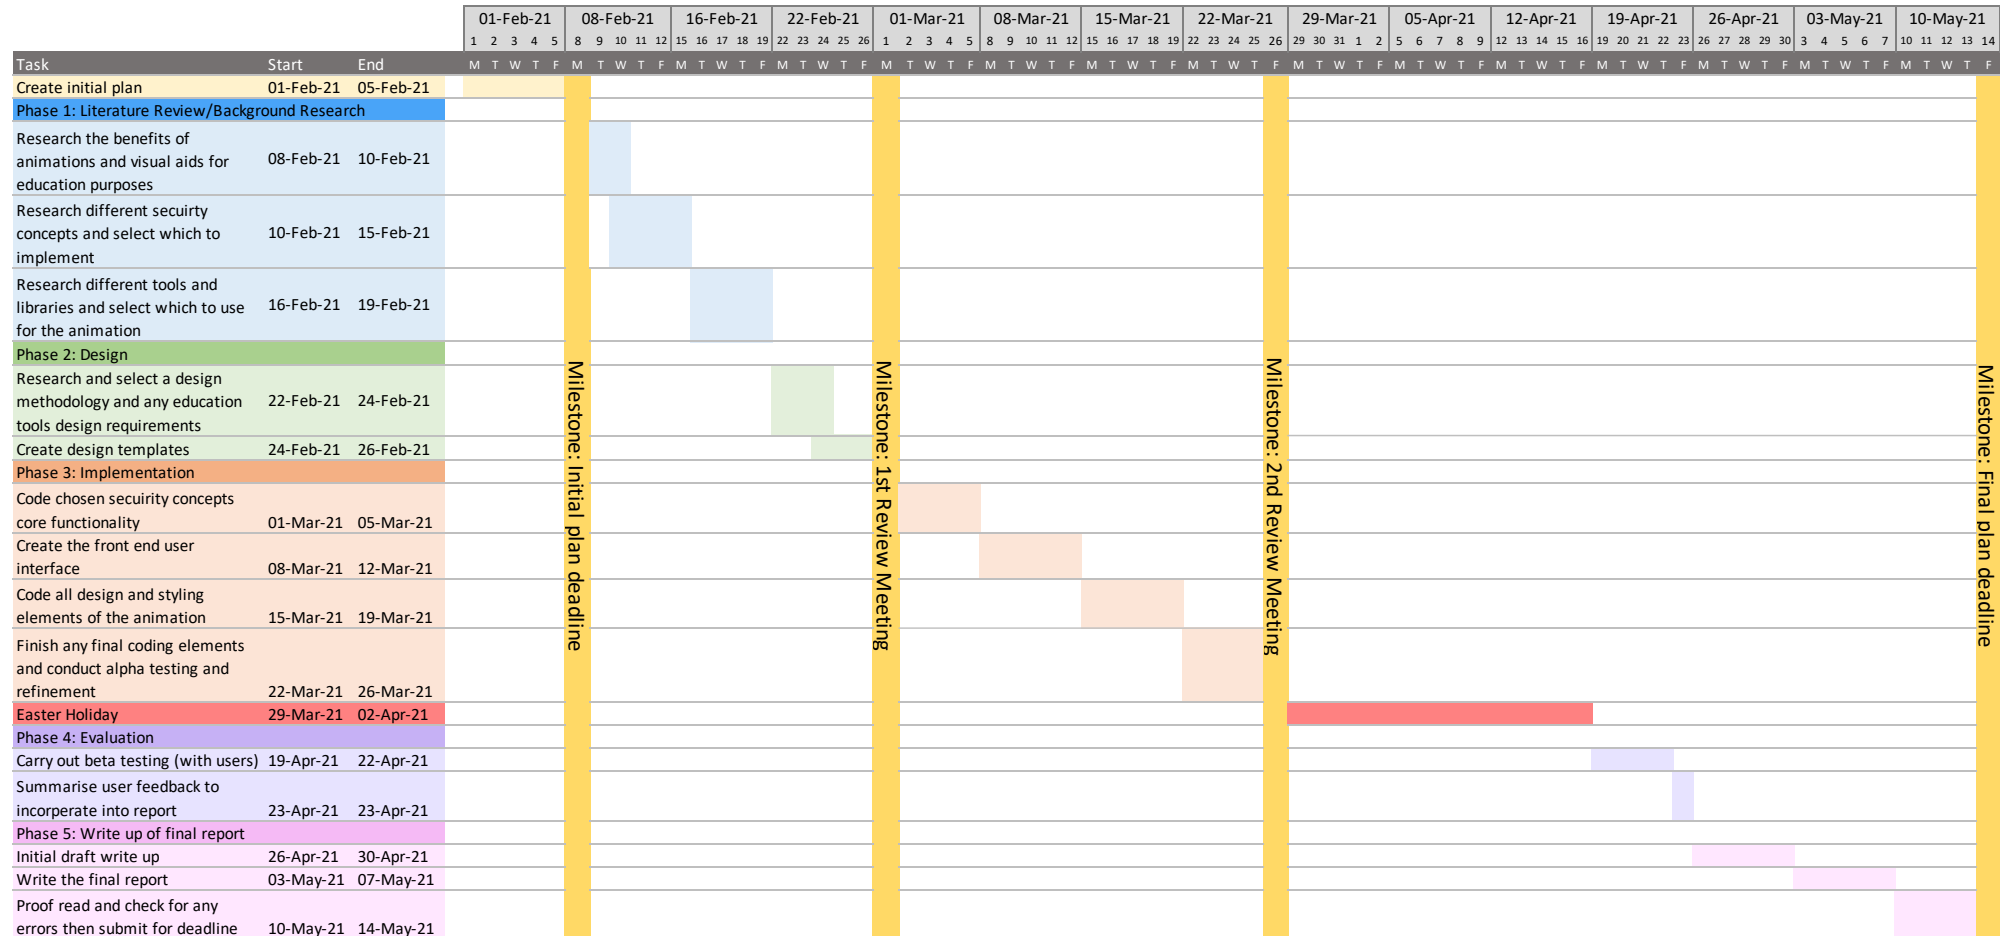 01-Feb-21 08-Feb-21 16-Feb-21 22-Feb-21 01-Mar-21 08-Mar-21 15-Mar-21 22-Mar-21 29-Mar-21 05-Apr-21 12-Apr-21 19-Apr-21 26-Apr-21 03-May-21 10-May-21
1 2 3 4 5 8 9 10 11 12 15 16 17 18 19 22 23 24 25 26 1 2 3 4 5 8 9 10 11 12 15 16 17 18 19 22 23 24 25 26 29 30 31 1 2 5 6 7 8 9 12 13 14 15 16 19 20 21 22 23 26 27 28 29 30 3 4 5 6 7 10 11 12 13 14
Task Start End M T W T F M T W T F M T W T F M T W T F M T W T F M T W T F M T W T F M T W T F M T W T F M T W T F M T W T F M T W T F M T W T F M T W T F M T W T F
Create initial plan 01-Feb-21 05-Feb-21
Phase 1: Literature Review/Background Research
Research the benefits of
animations and visual aids for 08-Feb-21 10-Feb-21
education purposes
Research different secuirty
concepts and select which to 10-Feb-21 15-Feb-21
implement
Research different tools and
libraries and select which to use 16-Feb-21 19-Feb-21
for the animation
Phase 2: Design
Research and select a design
methodology and any education 22-Feb-21 24-Feb-21
tools design requirements
Create design templates 24-Feb-21 26-Feb-21
Phase 3: Implementation
Code chosen secuirity concepts
core functionality 01-Mar-21 05-Mar-21
Create the front end user
interface 08-Mar-21 12-Mar-21
Code all design and styling
elements of the animation 15-Mar-21 19-Mar-21
Finish any final coding elements
and conduct alpha testing and
refinement 22-Mar-21 26-Mar-21
Easter Holiday 29-Mar-21 02-Apr-21
Phase 4: Evaluation
Carry out beta testing (with users) 19-Apr-21 22-Apr-21
Summarise user feedback to
incorperate into report 23-Apr-21 23-Apr-21
Phase 5: Write up of final report
Initial draft write up 26-Apr-21 30-Apr-21
Write the final report 03-May-21 07-May-21
Proof read and check for any
errors then submit for deadline 10-May-21 14-May-21
Milestone: Initial plan deadline
Milestone: 1st Review Meeting
Milestone: 2nd Review Meeting
Milestone: Final plan deadline